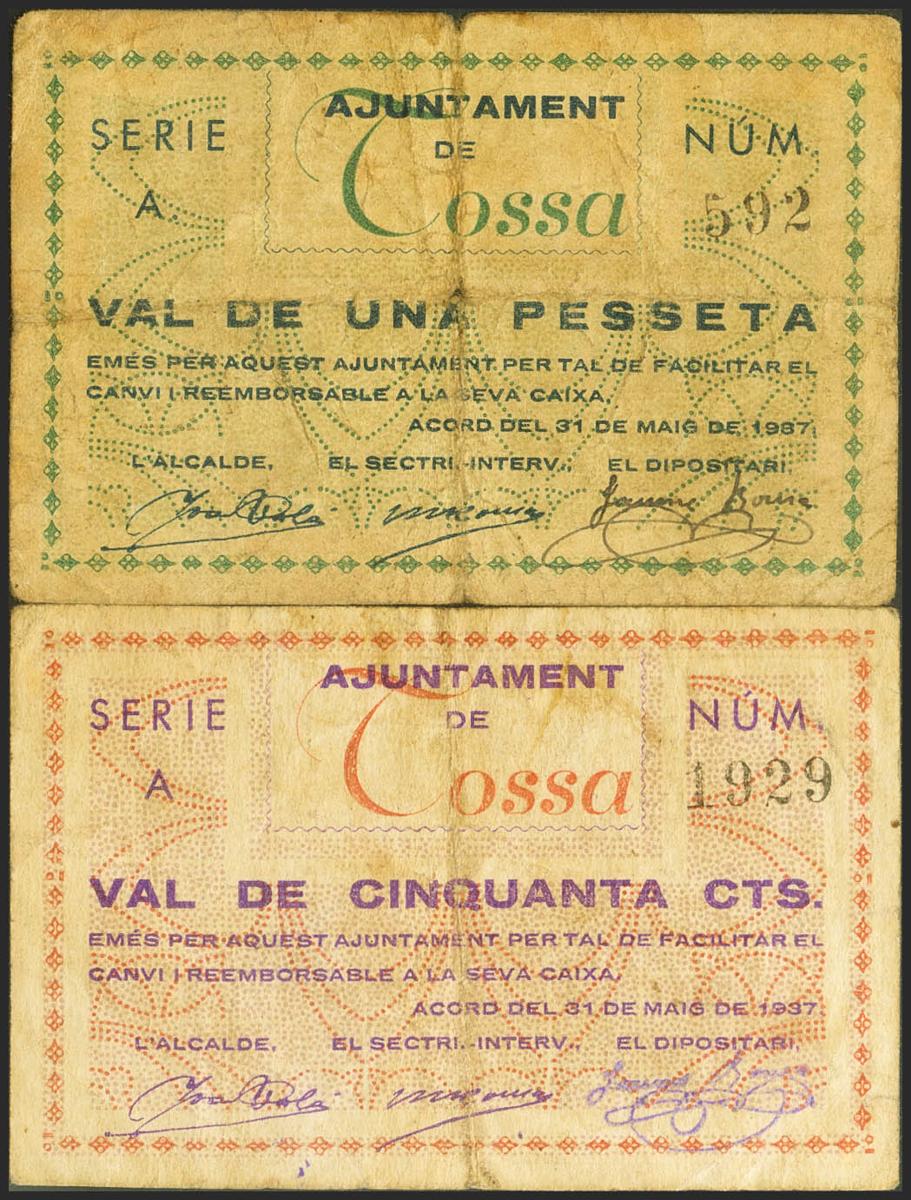 AJUNTAMENT
SERIE DE NÚM.
A. Tossa 592
VAL DE UNA PESSETA
EMÉS PER AQUEST AJUNTAMENT PER TAL DE FACILITAR EL
CANVI I REEMBORSABLE A LA SEVA CAIXA.
ACORD DEL 31 DE MAIG DE 1937.
L'ALCALDE, EL SECTRI.-INTERV., EL DIPOSITARI,
AJUNTAMENT
SERIE DE NÚM.
A Tossa 1929
VAL DE CINQUANTA CTS.
EMÉS PER AQUEST AJUNTAMENT PER TAL DE FACILITAR EL
CANVI I REEMBORSABLE A LA SEVA CAIXA.
ACORD DEL 31 DE MAIG DE 1937.
L'ALCALDE, EL SECTRI.-INTERV., EL DIPOSITARI,